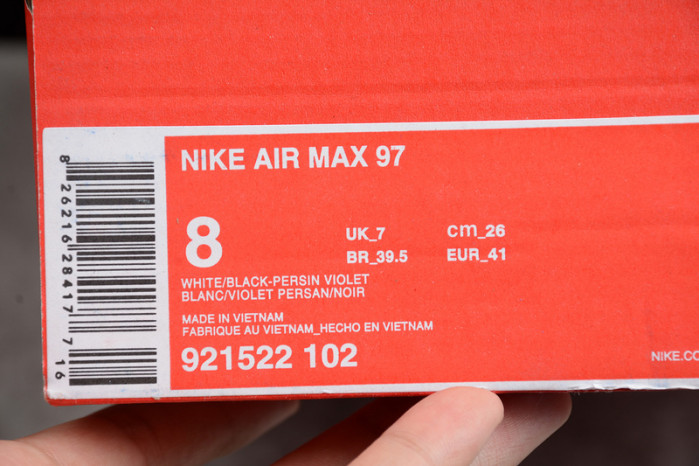 NIKE AIR MAX 97
8
UK_7 cm_26
BR_39.5 EUR_41
WHITE/BLACK-PERSIN VIOLET
BLANC/VIOLET PERSAN/NOIR
MADE IN VIETNAM
FABRIQUE AU VIETNAM_HECHO EN VIETNAM
921522 102
NIKE.CO
8 26216 28417 7 16